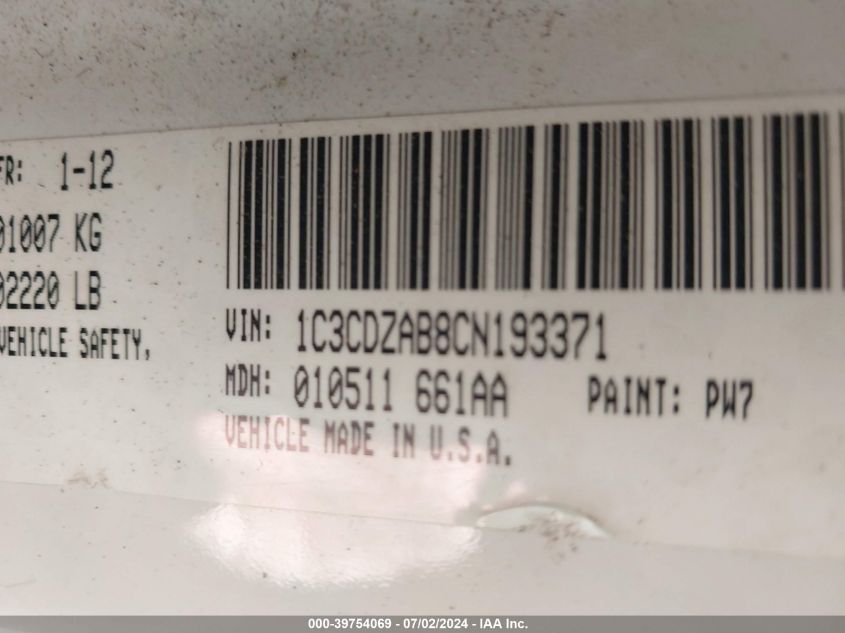 FR: 1-12
01007 KG
02220 LB
VEHICLE SAFETY,
VIN: 1C3CDZAB8CN193371
MDH: 010511 661AA PAINT: PW7
VEHICLE MADE IN U.S.A.
000-39754069 - 07/02/2024 - IAA Inc.